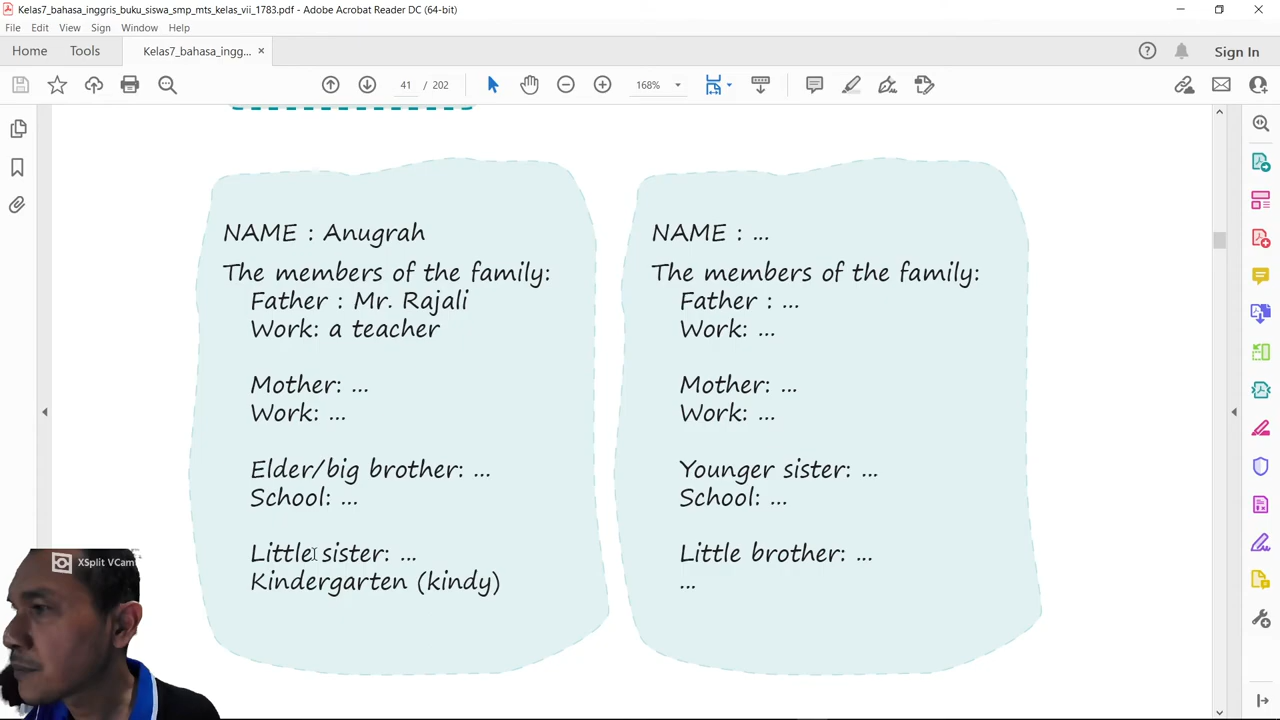 Kelas7_bahasa_inggris_buku_siswa_smp_mts_kelas_vii_1783.pdf - Adobe Acrobat Reader DC (64-bit)
File Edit View Sign Window Help
Home Tools Kelas7_bahasa_ingg... × Sign In
41 / 202 168%
NAME : Anugrah
The members of the family:
Father : Mr. Rajali
Work: a teacher
Mother: ...
Work: ...
Elder/big brother: ...
School: ...
Little sister: ...
Kindergarten (kindy)
NAME : ...
The members of the family:
Father : ...
Work: ...
Mother: ...
Work: ...
Younger sister: ...
School: ...
Little brother: ...
...
XSplit VCam